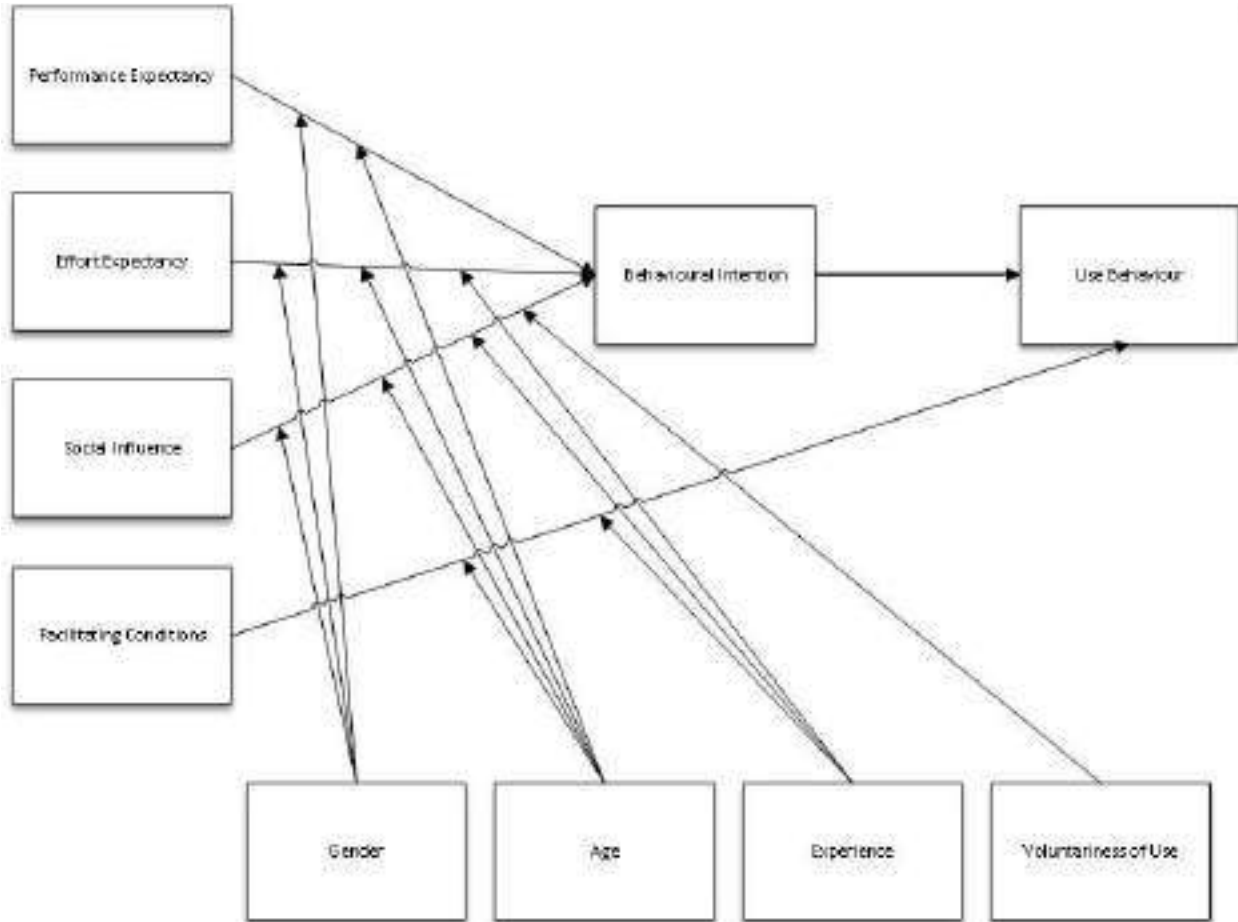 Performance Expectancy
Effort Expectancy
Behavioural Intention
Use Behaviour
Social Influence
Facilitating Conditions
Gender
Age
Experience
Voluntariness of Use